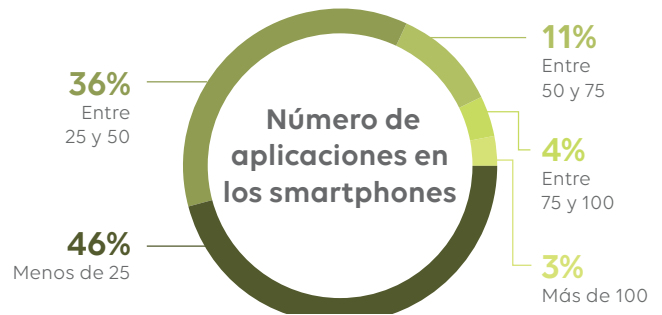 Número de
aplicaciones en
los smartphones
36%
Entre
25 y 50
46%
Menos de 25
11%
Entre
50 y 75
4%
Entre
75 y 100
3%
Más de 100